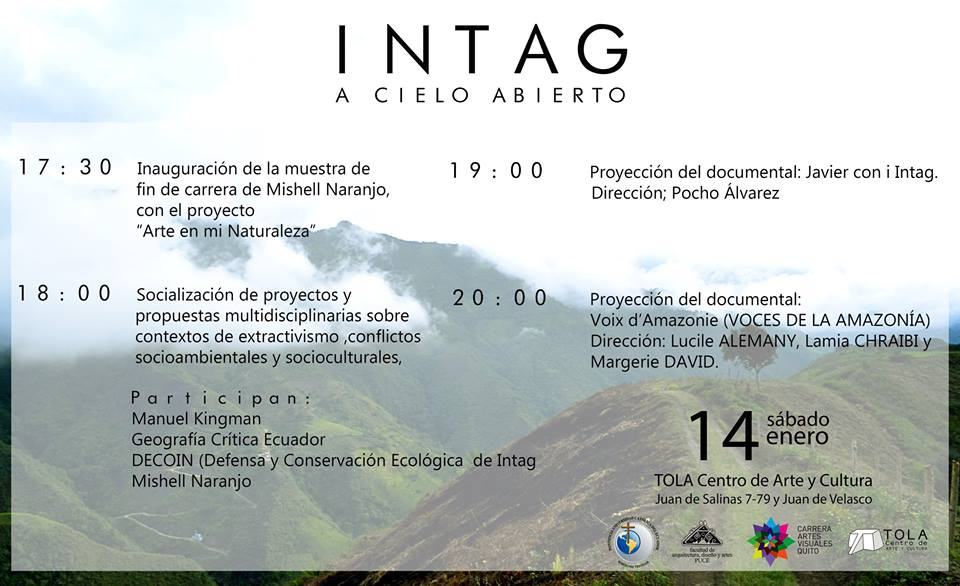 INTAG
A CIELO ABIERTO
17:30
Inauguración de la muestra de
fin de carrera de Mishell Naranjo,
con el proyecto
“Arte en mi Naturaleza”
18:00
Socialización de proyectos y
propuestas multidisciplinarias sobre
contextos de extractivismo ,conflictos
socioambientales y socioculturales,
Participan:
Manuel Kingman
Geografía Crítica Ecuador
DECOIN (Defensa y Conservación Ecológica de Intag
Mishell Naranjo
19:00
Proyección del documental: Javier con i Intag.
Dirección; Pocho Álvarez
20:00
Proyección del documental:
Voix d’Amazonie (VOCES DE LA AMAZONÍA)
Dirección: Lucile ALEMANY, Lamia CHRAIBI y
Margerie DAVID.
14 sábado
enero
TOLA Centro de Arte y Cultura
Juan de Salinas 7-79 y Juan de Velasco
facultad de
arquitectura, diseño y artes
PUCE
CARRERA
ARTES
VISUALES
QUITO
TOLA
Centro de
ARTE Y CULTURA